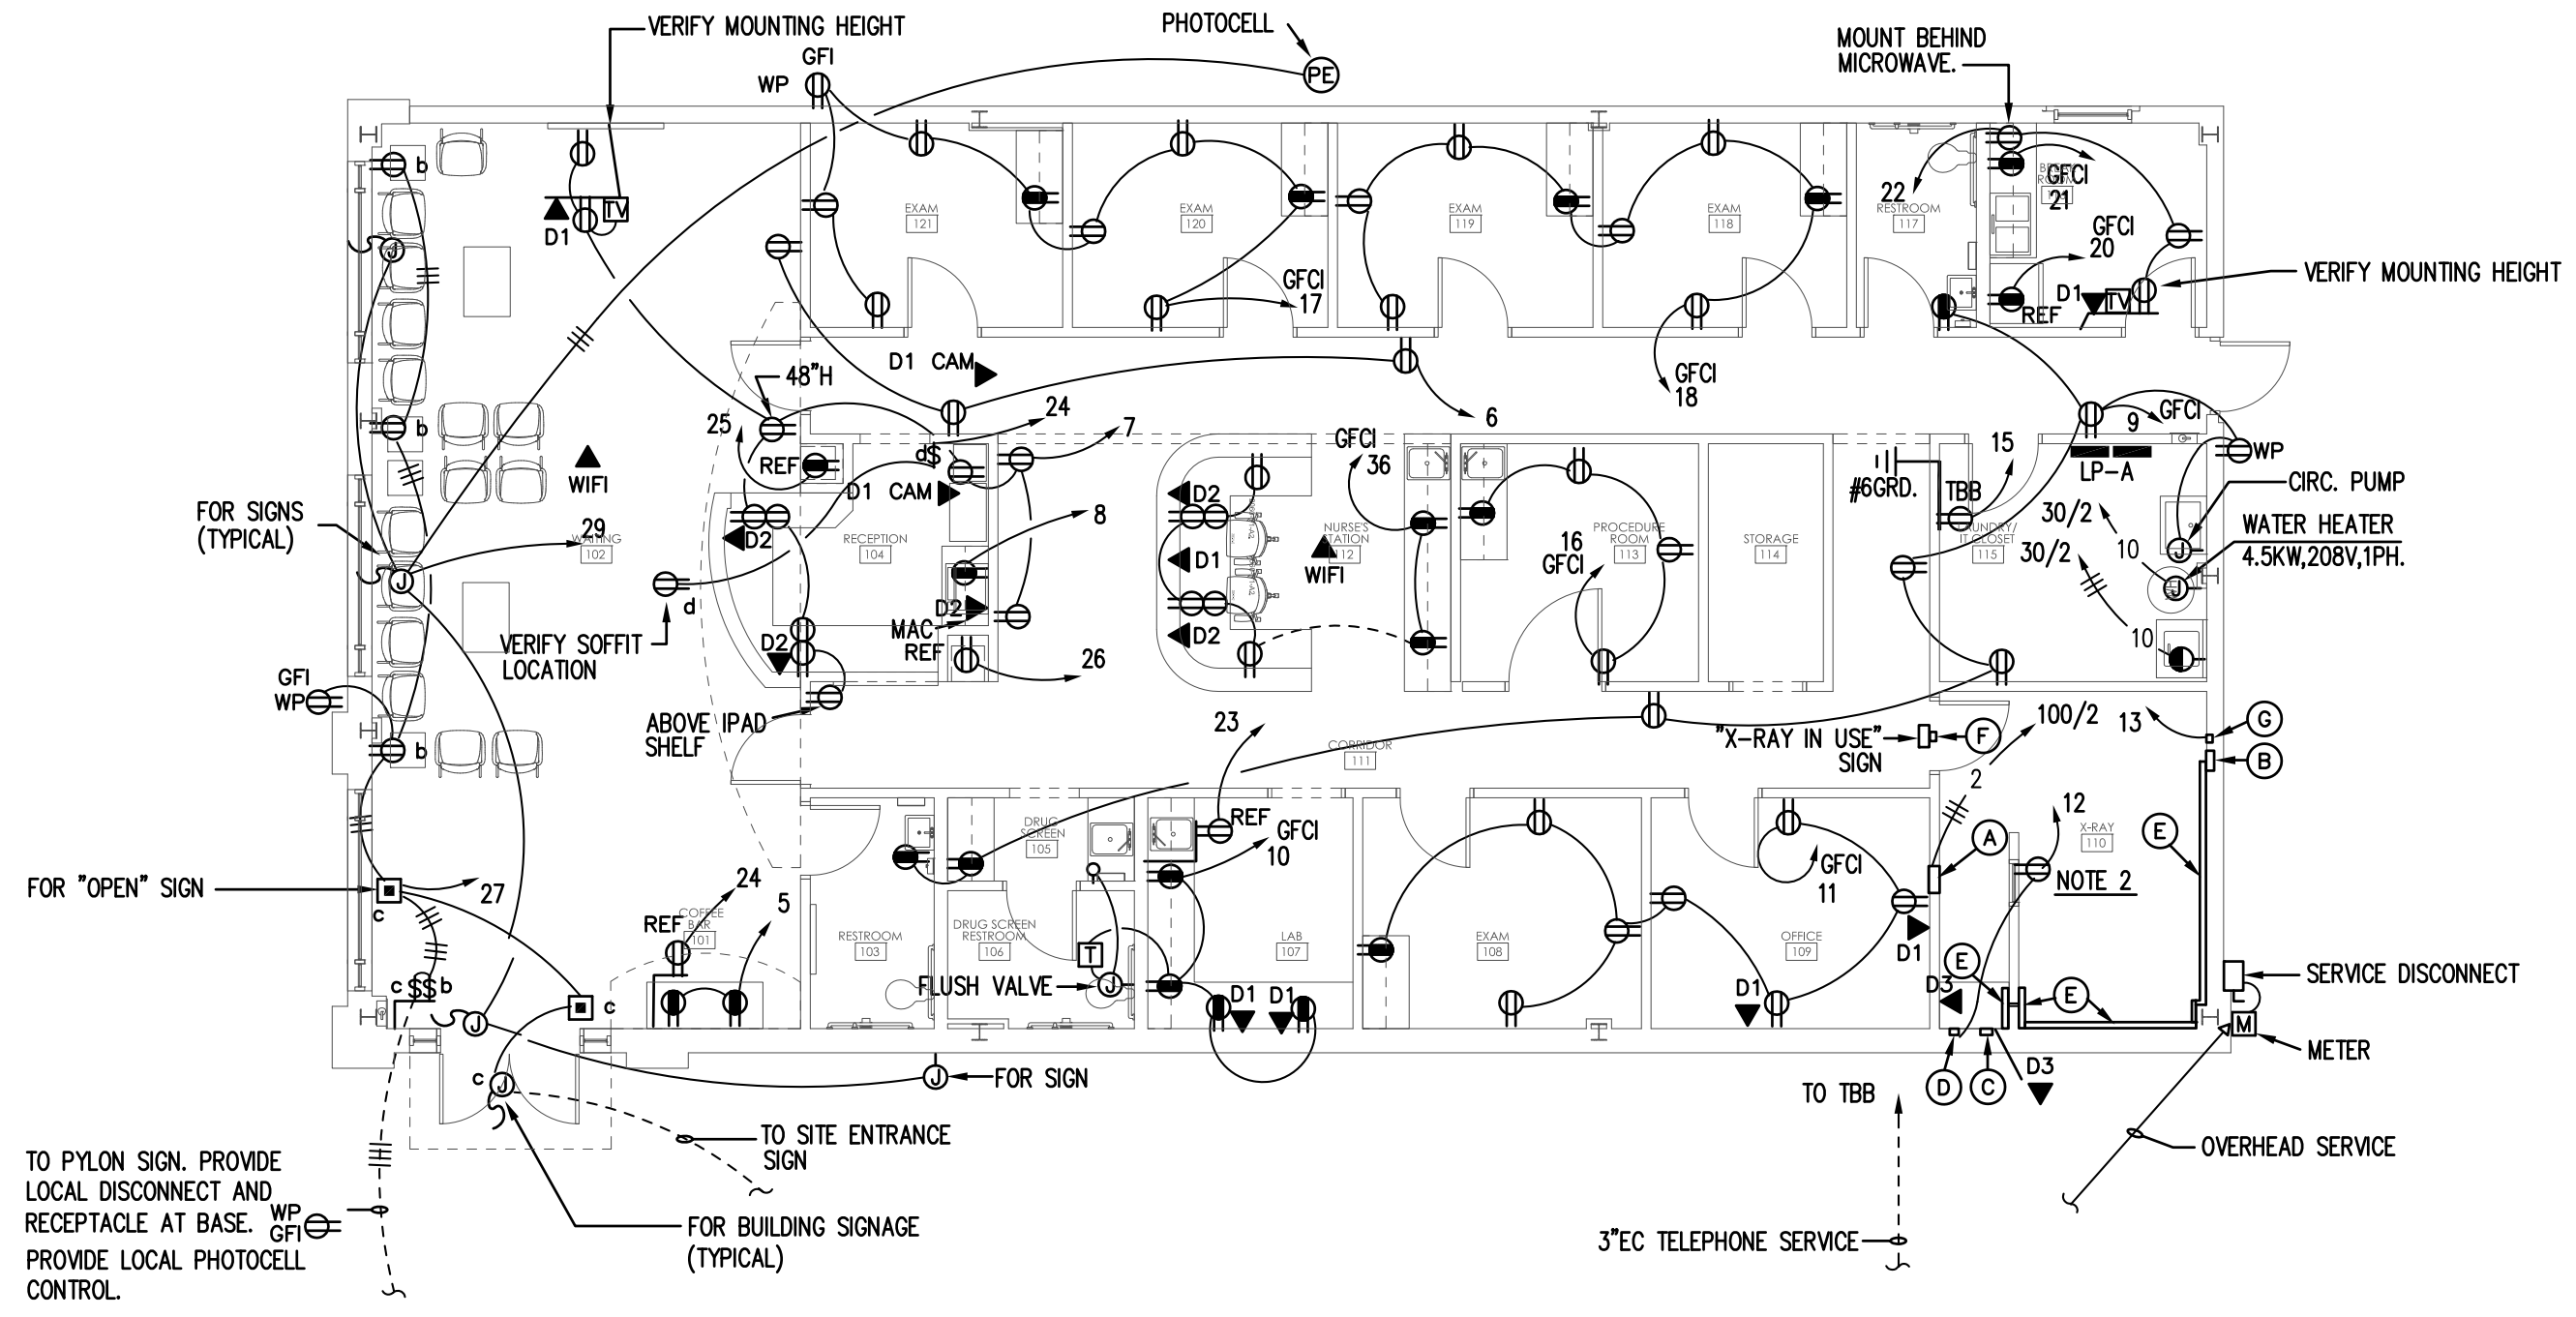 VERIFY MOUNTING HEIGHT
PHOTOCELL
PE
MOUNT BEHIND
MICROWAVE.
GFI
WP
b
TV
D1
EXAM
121
EXAM
120
EXAM
119
EXAM
118
22
RESTROOM
117
GFCI
21
GFCI
20
D1
TV
REF
VERIFY MOUNTING HEIGHT
J
GFCI
17
GFCI
18
D1 CAM
48"H
24
7
6
25
REF
d$
D1 CAM
b
WIFI
GFCI
36
15
9
GFCI
WP
LP-A
#6GRD.
TBB
CIRC. PUMP
30/2
30/2
10
J
WATER HEATER
4.5KW,208V,1PH.
J
10
FOR SIGNS
(TYPICAL)
29
WAITING
102
J
D2
RECEPTION
104
8
D2
D1
D2
NURSE'S
STATION
112
WIFI
16
GFCI
PROCEDURE
ROOM
113
STORAGE
114
LAUNDRY/
IT CLOSET
115
d
VERIFY SOFFIT
LOCATION
D2
D2
MAC
REF
26
GFI
WP
ABOVE IPAD
SHELF
b
23
CORRIDOR
111
"X-RAY IN USE"
SIGN
F
100/2
13
G
B
2
12
A
X-RAY
110
E
NOTE 2
REF
GFCI
10
DRUG
SCREEN
105
GFCI
11
FOR "OPEN" SIGN
c
27
24
5
REF
COFFEE
BAR
101
RESTROOM
103
DRUG SCREEN
RESTROOM
106
T
LAB
107
EXAM
108
OFFICE
109
D1
E
E
D3
FLUSH VALVE
J
D1
D1
D1
c $$ b
c
J
SERVICE DISCONNECT
M
METER
c
J
J
FOR SIGN
D
C
D3
TO TBB
TO SITE ENTRANCE
SIGN
OVERHEAD SERVICE
TO PYLON SIGN. PROVIDE
LOCAL DISCONNECT AND
RECEPTACLE AT BASE.
WP
GFI
PROVIDE LOCAL PHOTOCELL
CONTROL.
FOR BUILDING SIGNAGE
(TYPICAL)
3"EC TELEPHONE SERVICE